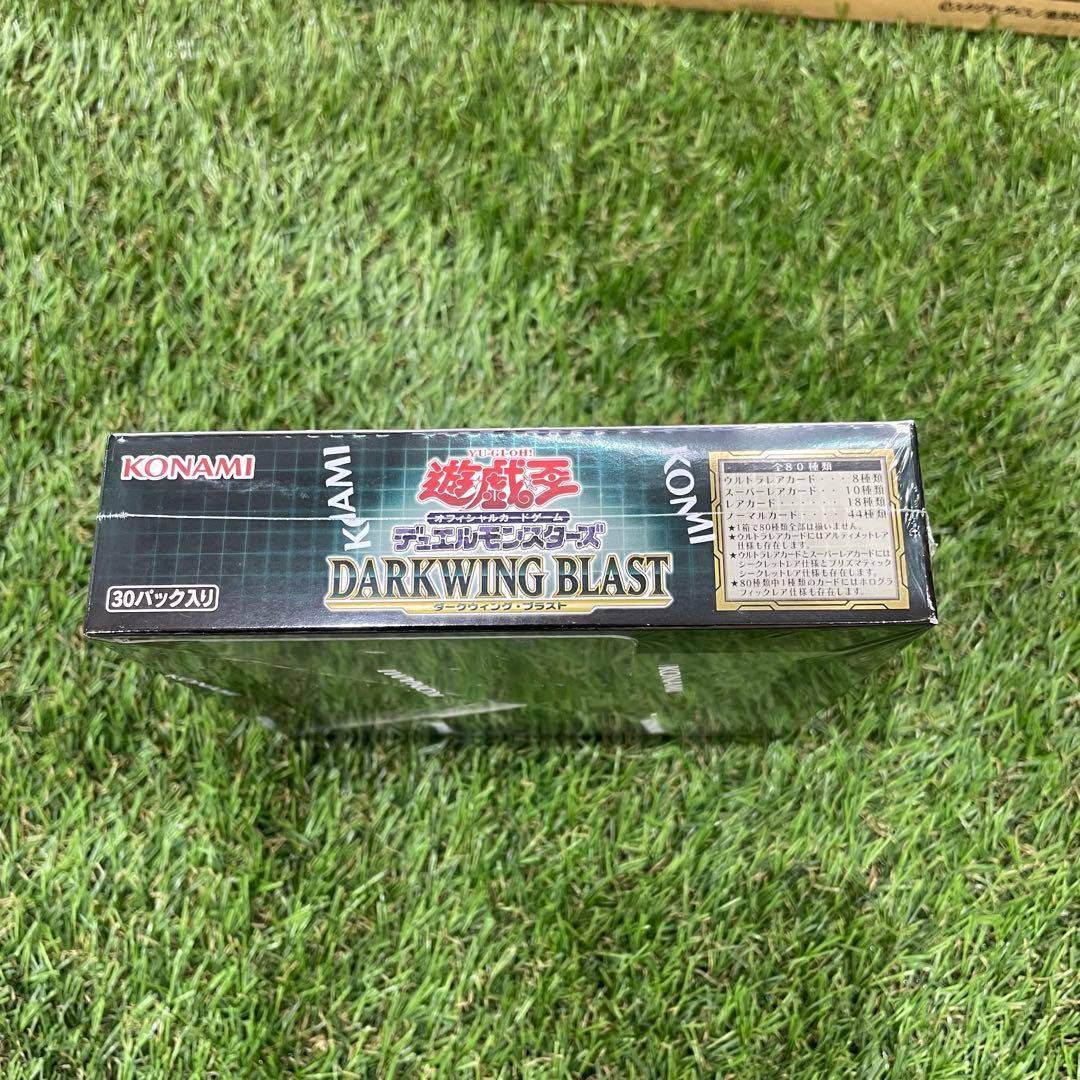 KONAMI
KONAMI
YU-GI-OH!
遊戯王
オフィシャルカードゲーム
デュエルモンスターズ
DARKWING BLAST
ダークウィング・ブラスト
30パック入り
KONAMI
全80種類
ウルトラレアカード・・ 8種類
スーパーレアカード・・ 10種類
レアカード・・・・・・18種類
ノーマルカード・・・・44種類
★1箱で80種類全部は揃いません。
★ウルトラレアカードにはアルティメットレア
仕様も存在します。
★ウルトラレアカードとスーパーレアカードには
シークレットレア仕様とプリズマティック
シークレットレア仕様も存在します。
★80種類中1種類のカードにはホログラ
フィックレア仕様も存在します。
KONAMI
KONAMI